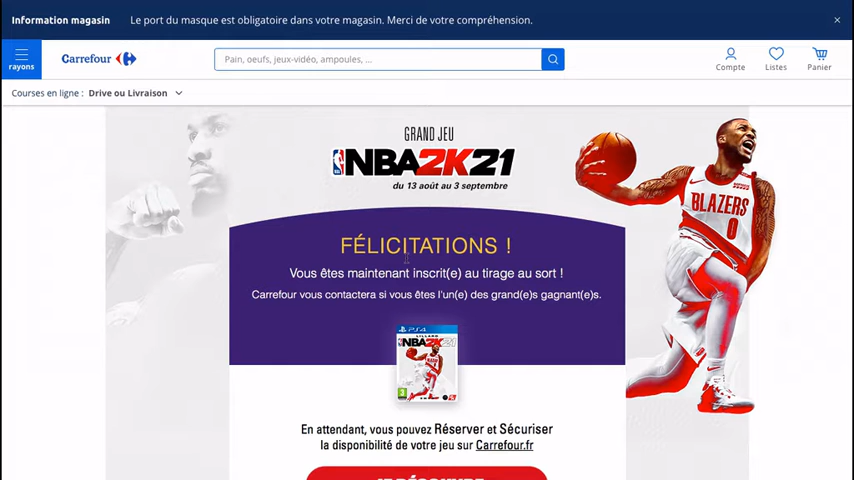 Information magasin Le port du masque est obligatoire dans votre magasin. Merci de votre compréhension. ×
rayons
Carrefour
Pain, oeufs, jeux-vidéo, ampoules, ...
Compte
Listes
Panier
Courses en ligne : Drive ou Livraison
GRAND JEU
NBA2K21
du 13 août au 3 septembre
BLAZERS
0
FÉLICITATIONS !
Vous êtes maintenant inscrit(e) au tirage au sort !
Carrefour vous contactera si vous êtes l'un(e) des grand(e)s gagnant(e)s.
PS4
LILLARD
NBA2K21
3
2K
En attendant, vous pouvez Réserver et Sécuriser
la disponibilité de votre jeu sur Carrefour.fr